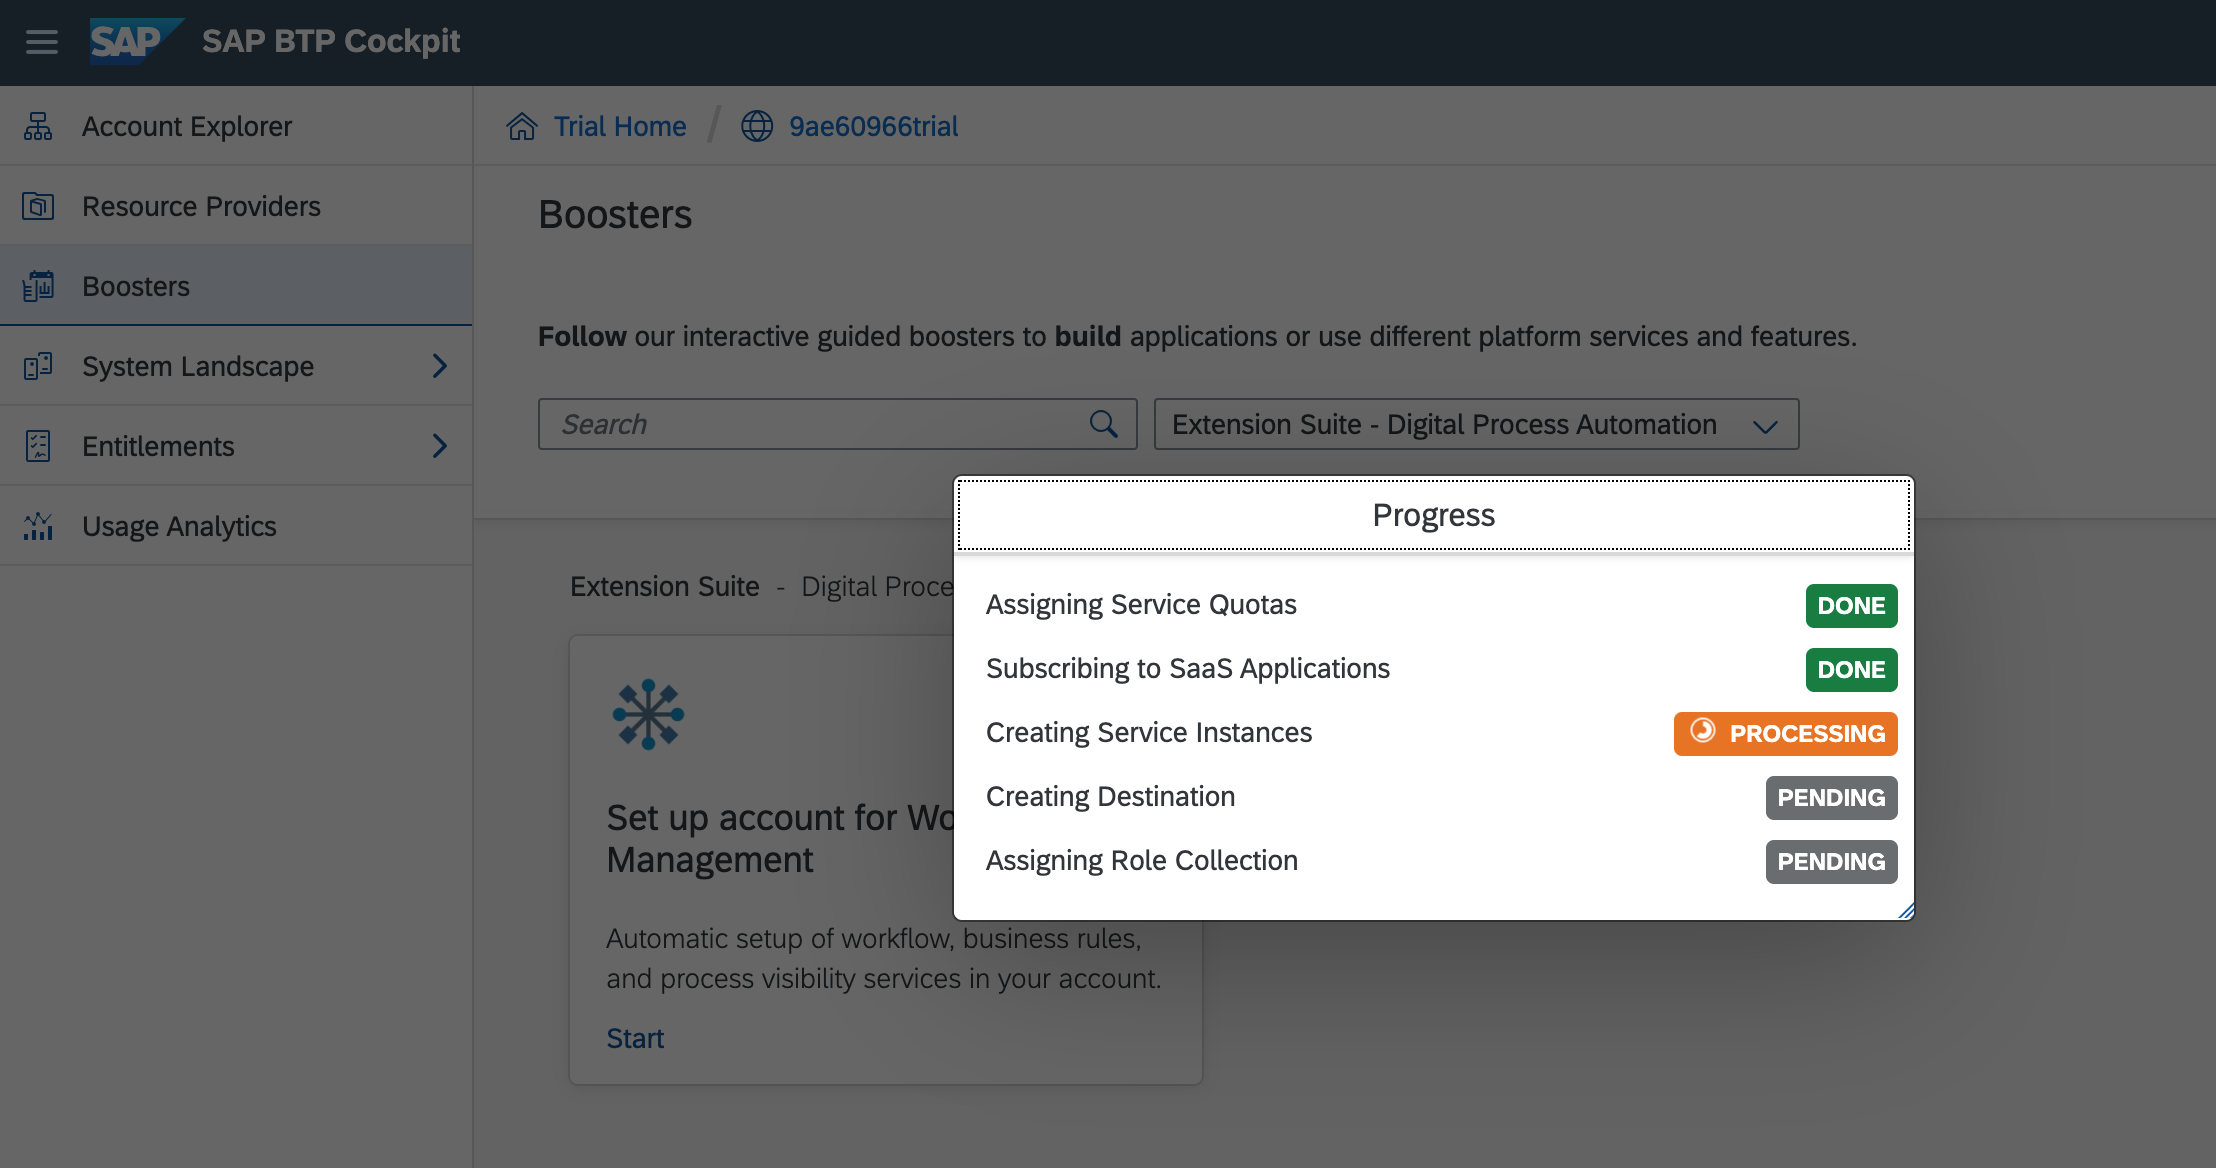 SAP SAP BTP Cockpit
Account Explorer
Resource Providers
Boosters
System Landscape
Entitlements
Usage Analytics
Trial Home / 9ae60966trial
Boosters
Follow our interactive guided boosters to build applications or use different platform services and features.
Search
Extension Suite - Digital Process Automation
Extension Suite - Digital Proce
Set up account for Wo
Management
Automatic setup of workflow, business rules,
and process visibility services in your account.
Start
Progress
Assigning Service Quotas DONE
Subscribing to SaaS Applications DONE
Creating Service Instances PROCESSING
Creating Destination PENDING
Assigning Role Collection PENDING